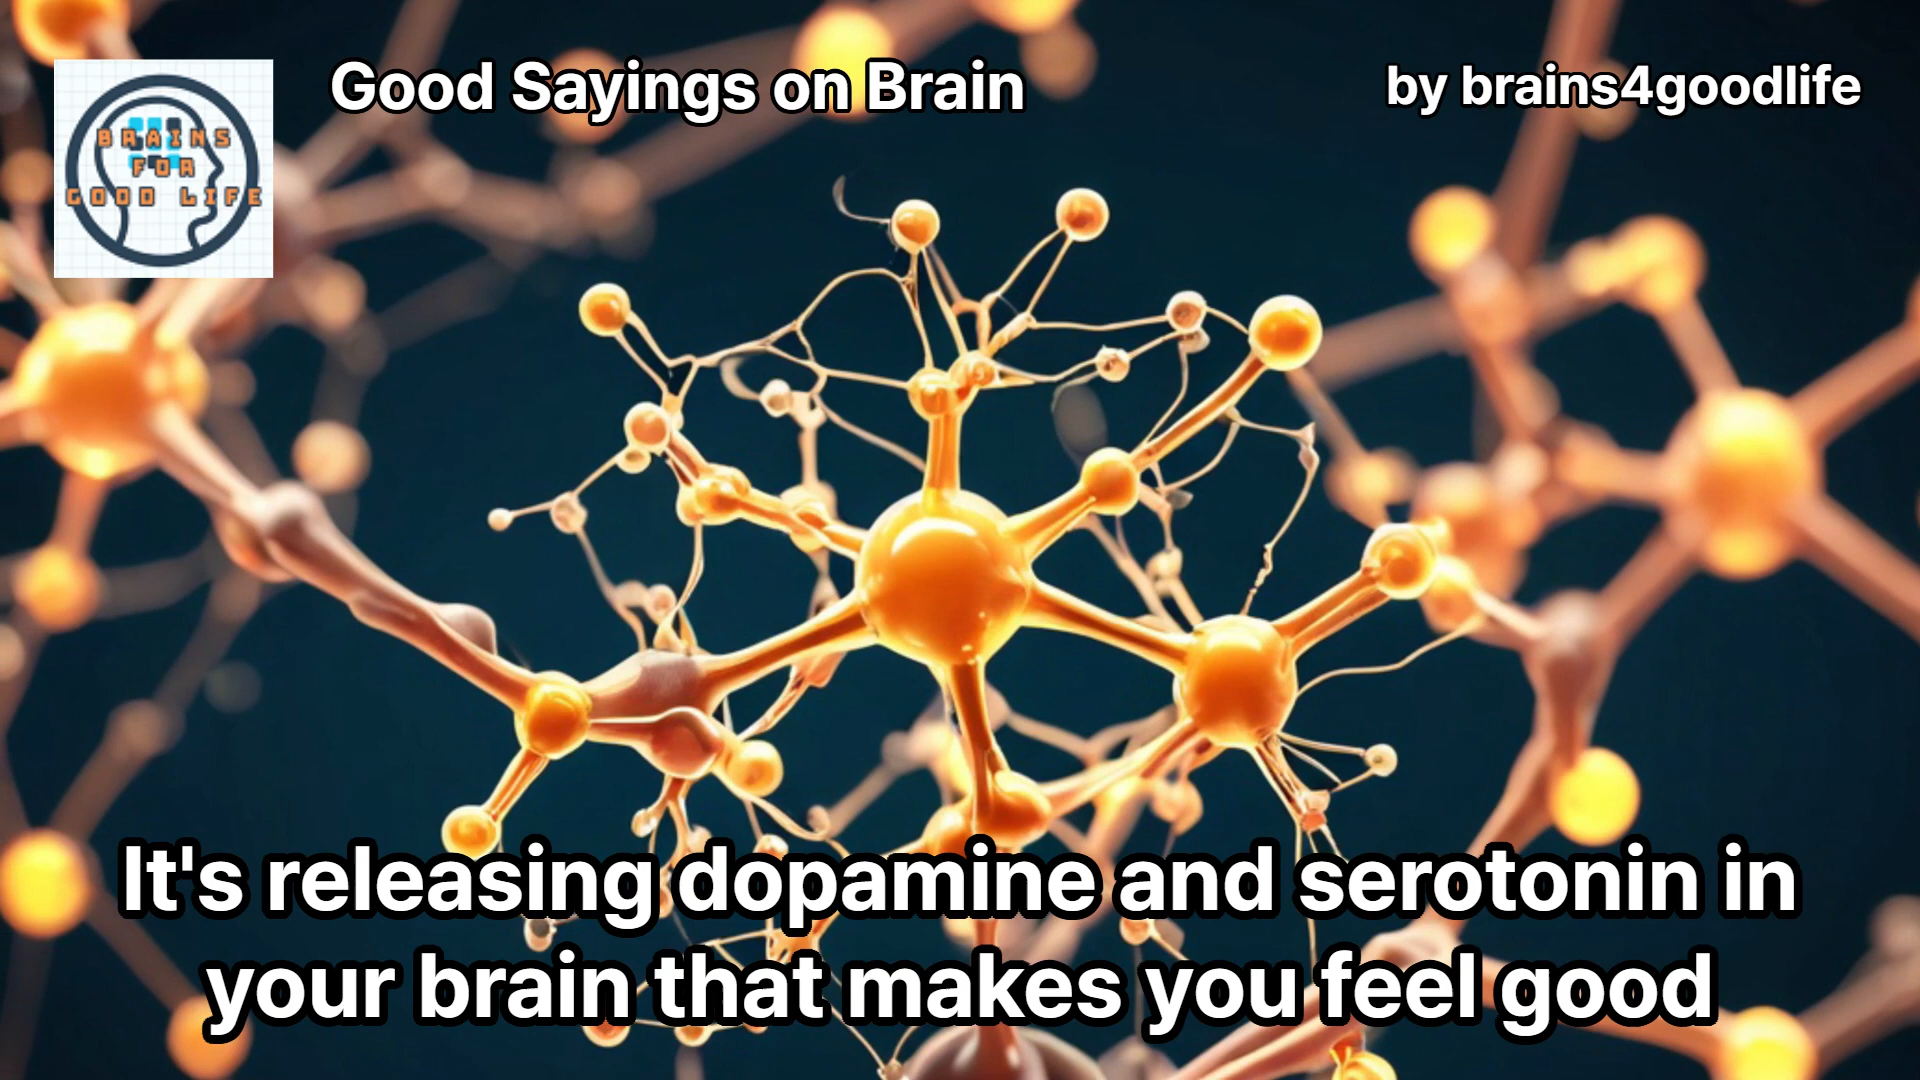 Good Sayings on Brain
by brains4goodlife
BRAINS
FOR
GOOD LIFE
It's releasing dopamine and serotonin in
your brain that makes you feel good